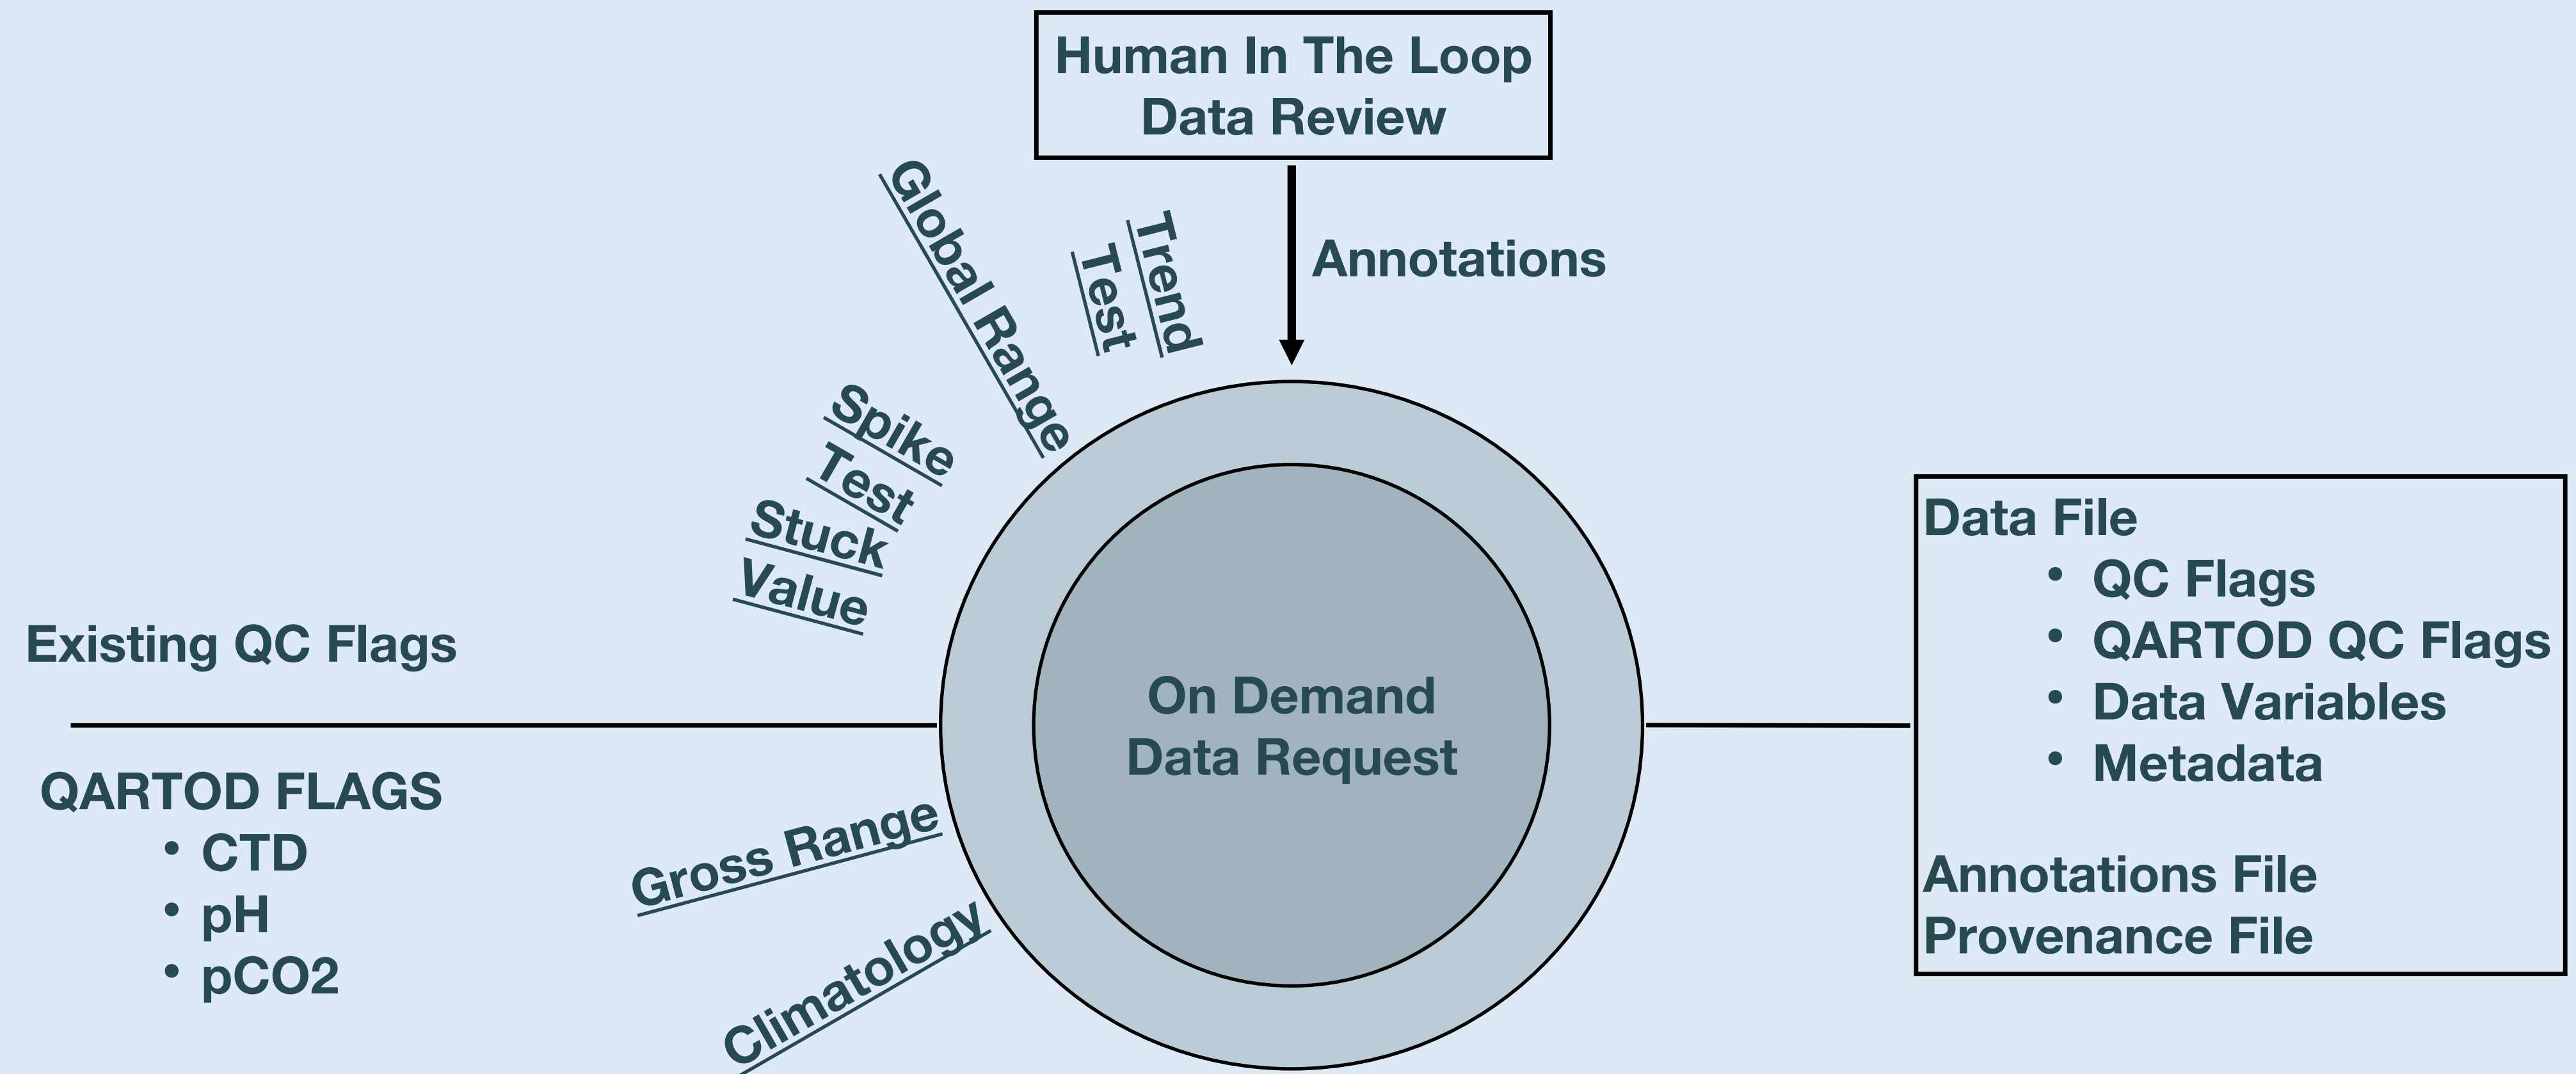 Human In The Loop
Data Review
Annotations
Trend
Test
Global Range
Spike
Test
Stuck
Value
Existing QC Flags
QARTOD FLAGS
• CTD
• pH
• pCO2
Gross Range
Climatology
On Demand
Data Request
Data File
• QC Flags
• QARTOD QC Flags
• Data Variables
• Metadata
Annotations File
Provenance File